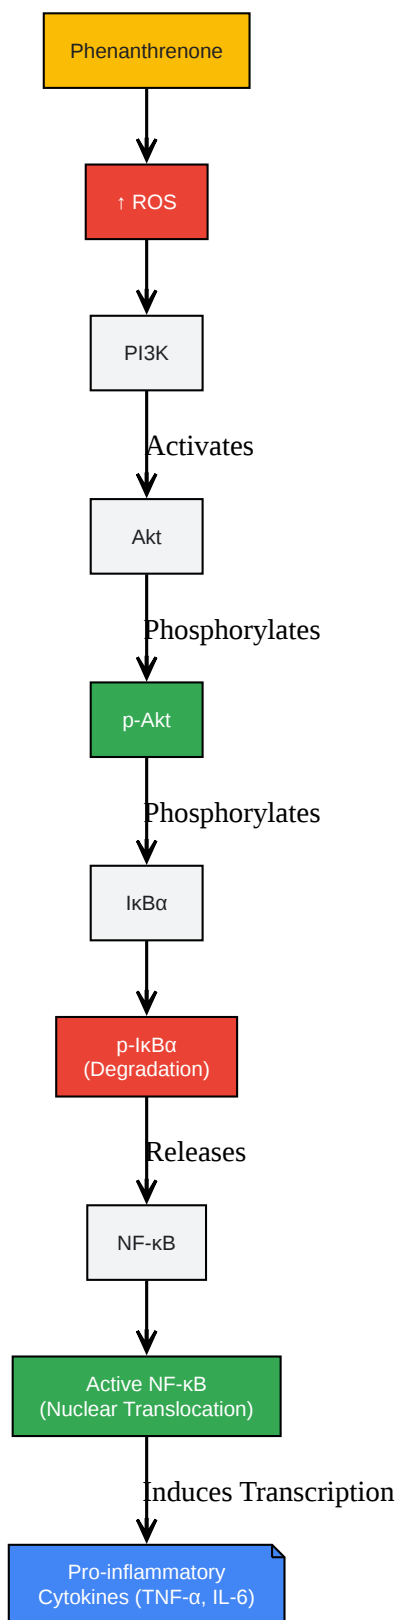 Phenanthrenone
↑ ROS
PI3K
Activates
Akt
Phosphorylates
p-Akt
Phosphorylates
IκBα
p-IκBα
(Degradation)
Releases
NF-κB
Active NF-κB
(Nuclear Translocation)
Induces Transcription
Pro-inflammatory
Cytokines (TNF-α, IL-6)